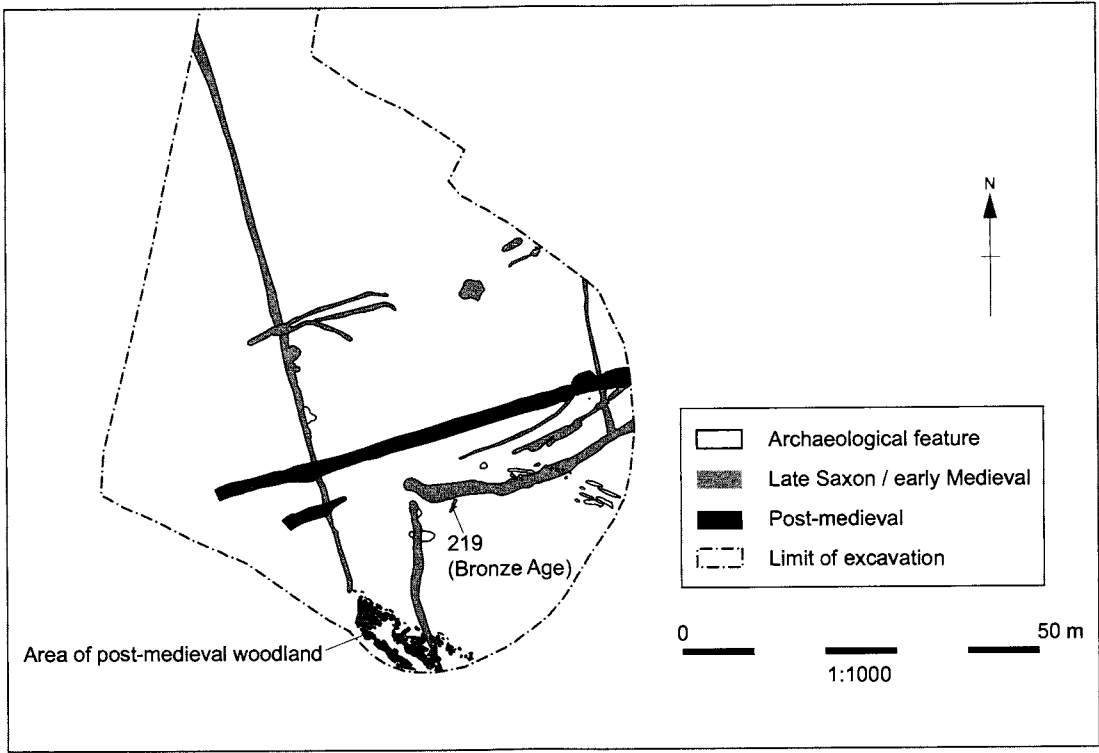 N
219
(Bronze Age)
Area of post-medieval woodland
Archaeological feature
Late Saxon / early Medieval
Post-medieval
Limit of excavation
0 50 m
1:1000